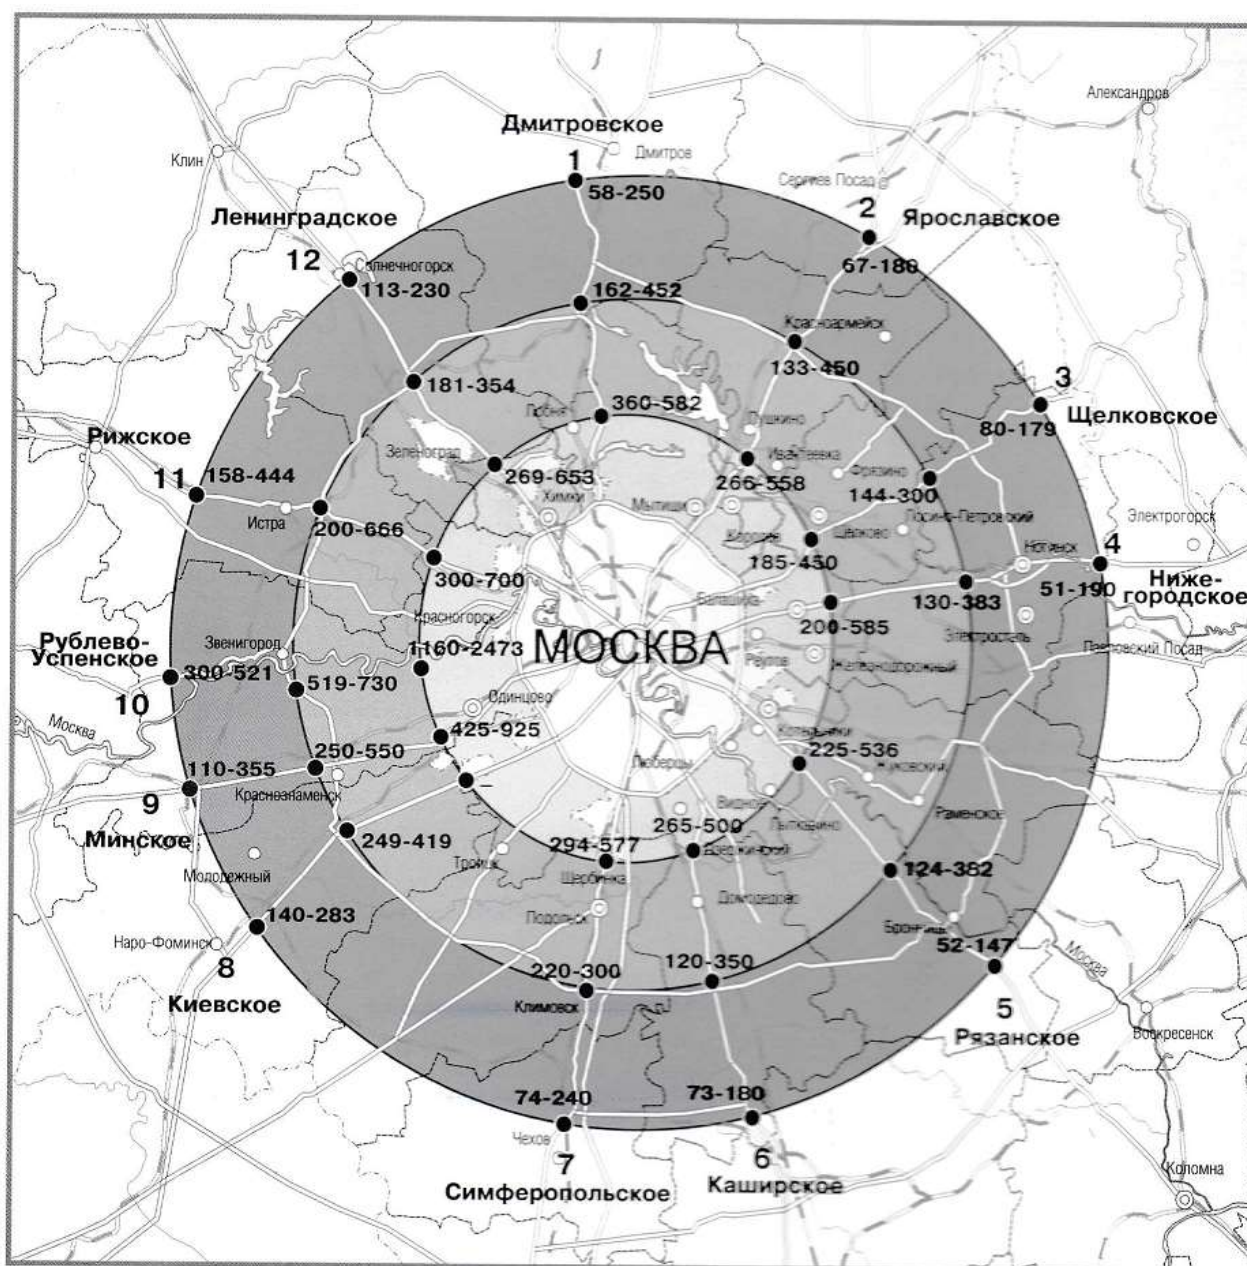 Александров
Дмитровское
1
Дмитров
Клин
58-250
Сергиев Посад
2
Ярославское
Ленинградское
12
Солнечногорск
113-230
67-180
162-452
Красноармейск
133-450
181-354
3
Щелковское
80-179
Лобня
360-582
Пушкино
Рижское
Зеленоград
269-653
Ивантеевка
266-558
Фрязино
144-300
11
158-444
Химки
Мытищи
Лосино-Петровский
Электрогорск
Истра
200-666
Королев
Щелково
185-450
Ногинск
4
300-700
51-190
Ниже-
городское
Красногорск
Балашиха
200-585
130-383
Электросталь
Рублево-
Успенское
Звенигород
1160-2473
МОСКВА
Реутов
Железнодорожный
Павловский Посад
300-521
519-730
10
Москва
Одинцово
425-925
Котельники
225-536
250-550
110-355
Люберцы
Жуковский
9
Краснознаменск
Видное
Лыткарино
Раменское
Минское
249-419
265-500
294-577
Дзержинский
Троицк
Щербинка
124-382
Молодежный
140-283
Подольск
Домодедово
Бронницы
Наро-Фоминск
52-147
8
Киевское
220-300
120-350
Москва
Климовск
5
Рязанское
Воскресенск
74-240
73-180
Чехов
7
6
Симферопольское
Каширское
Коломна